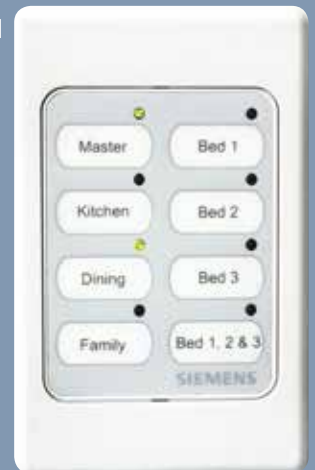 Master Bed 1
Kitchen Bed 2
Dining Bed 3
Family Bed 1, 2 & 3
SIEMENS